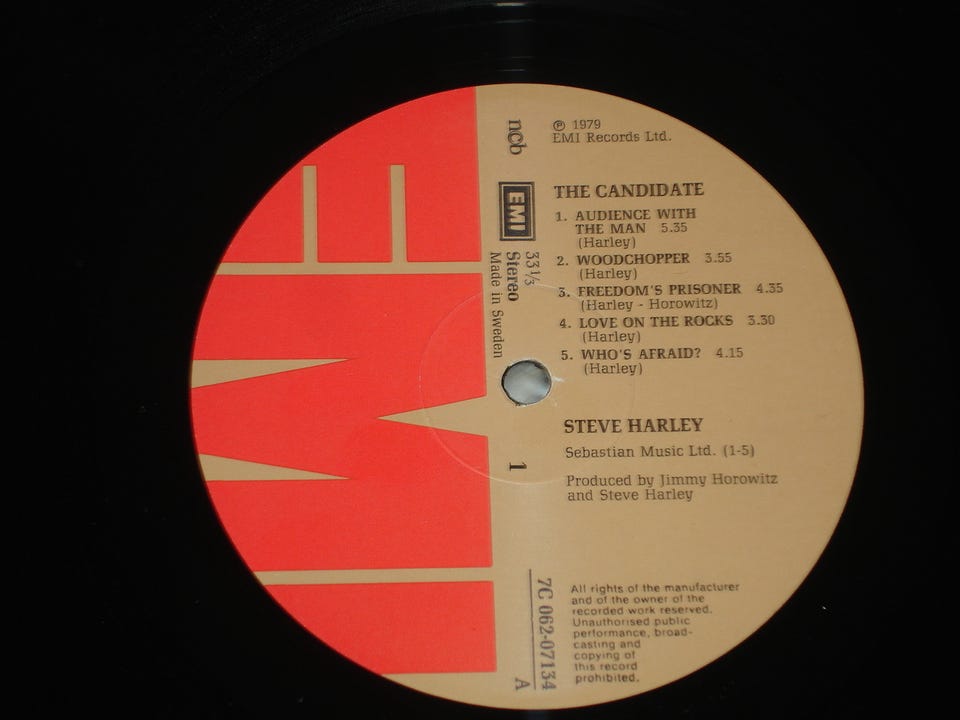 ℗ 1979
EMI Records Ltd.
THE CANDIDATE
1. AUDIENCE WITH
THE MAN 5.35
(Harley)
2. WOODCHOPPER 3.55
(Harley)
3. FREEDOM'S PRISONER 4.35
(Harley - Horowitz)
4. LOVE ON THE ROCKS 3.30
(Harley)
5. WHO'S AFRAID? 4.15
(Harley)
STEVE HARLEY
Sebastian Music Ltd. (1-5)
Produced by Jimmy Horowitz
and Steve Harley
All rights of the manufacturer
and of the owner of the
recorded work reserved.
Unauthorised public
performance, broad-
casting and
copying of
this record
prohibited.
ncb
EMI
33 1/3
Stereo
Made in Sweden
1
7C 062-07134
A
EMI